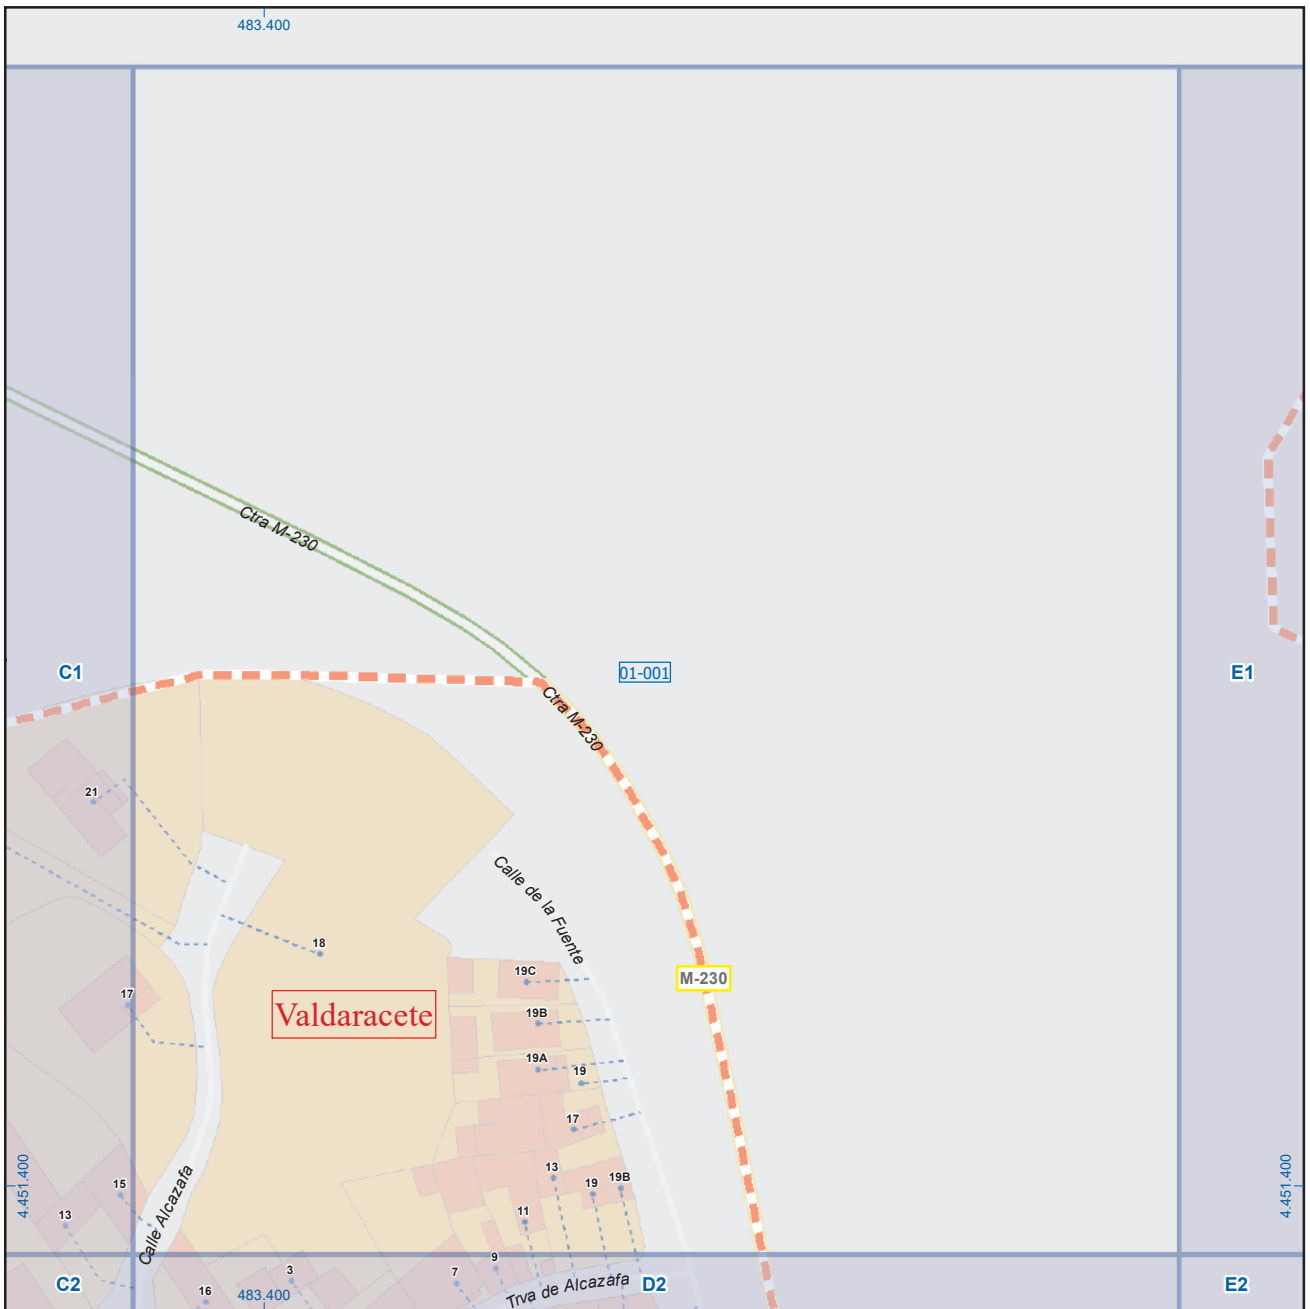 483.400
Ctra M-230
C1
01-001
E1
Ctra M-230
21
Calle de la Fuente
18
19C
M-230
17
Valdaracete
19B
19A
19
17
4.451.400
4.451.400
15
13
19
19B
13
11
Calle Alcazafa
9
3
7
C2
Trva de Alcazafa
D2
E2
16
483.400